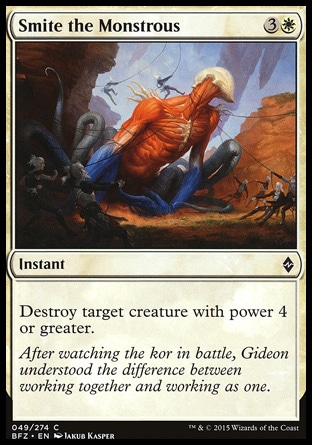 Smite the Monstrous 3
Instant
Destroy target creature with power 4
or greater.
After watching the kor in battle, Gideon
understood the difference between
working together and working as one.
049/274 C
BFZ • EN Jakub Kasper
™ & © 2015 Wizards of the Coast